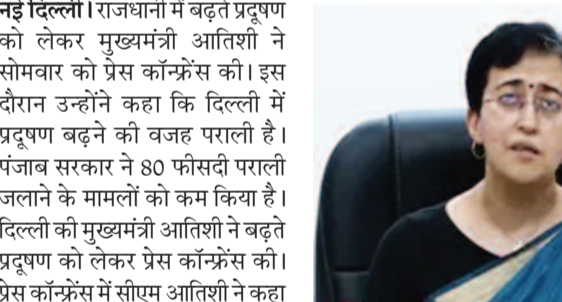 नई दिल्ली। राजधानी में बढ़ते प्रदूषण
को लेकर मुख्यमंत्री आतिशी ने
सोमवार को प्रेस कॉन्फ्रेंस की। इस
दौरान उन्होंने कहा कि दिल्ली में
प्रदूषण बढ़ने की वजह पराली है।
पंजाब सरकार ने 80 फीसदी पराली
जलाने के मामलों को कम किया है।
दिल्ली की मुख्यमंत्री आतिशी ने बढ़ते
प्रदूषण को लेकर प्रेस कॉन्फ्रेंस की।
प्रेस कॉन्फ्रेंस में सीएम आतिशी ने कहा